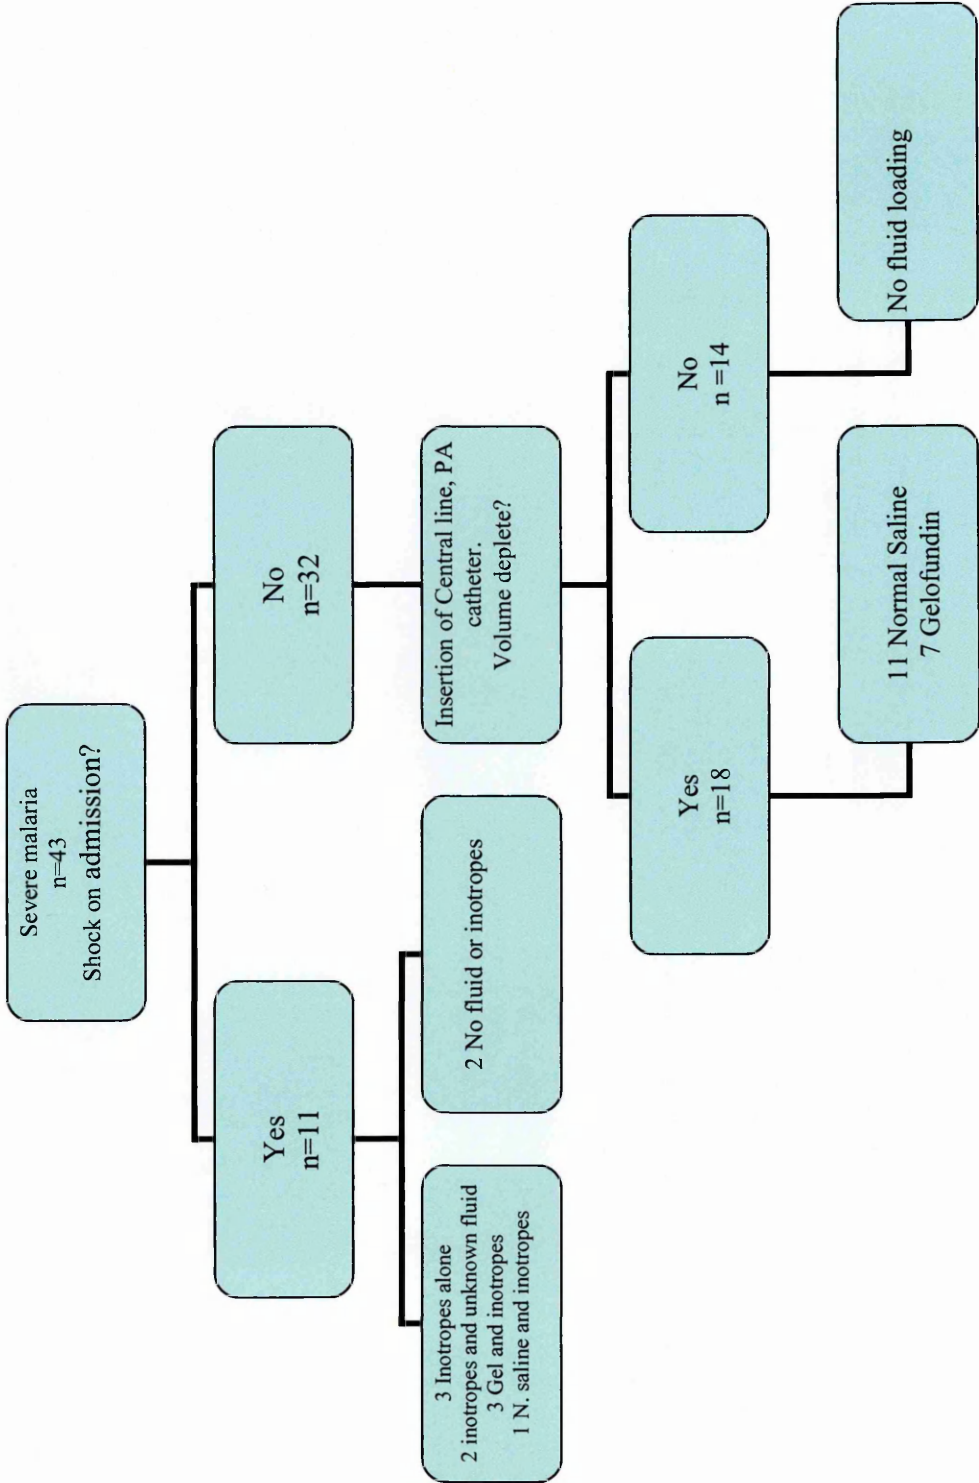 Severe malaria
n=43
Shock on admission?
Yes
n=11
No
n=32
3 Inotropes alone
2 inotropes and unknown fluid
3 Gel and inotropes
1 N. saline and inotropes
2 No fluid or inotropes
Insertion of Central line, PA
catheter.
Volume deplete?
Yes
n=18
No
n =14
11 Normal Saline
7 Gelofundin
No fluid loading